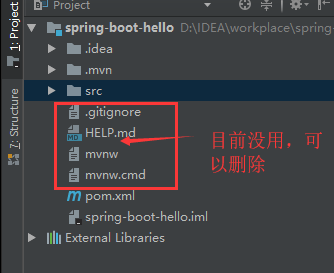 Project
1: Project
7: Structure
spring-boot-hello D:\IDEA\workplace\spring-
.idea
.mvn
src
.gitignore
MD HELP.md
mvnw
mvnw.cmd
目前没用，可
以删除
m pom.xml
spring-boot-hello.iml
External Libraries